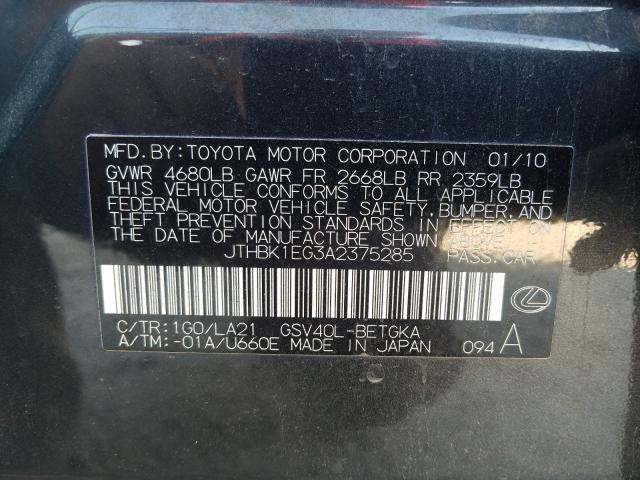 MFD. BY: TOYOTA MOTOR CORPORATION 01/10
GVWR 4680LB GAWR FR 2668LB RR 2359LB
THIS VEHICLE CONFORMS TO ALL APPLICABLE
FEDERAL MOTOR VEHICLE SAFETY, BUMPER, AND
THEFT PREVENTION STANDARDS IN EFFECT ON
THE DATE OF MANUFACTURE SHOWN ABOVE.
JTHBK1EG3A2375285 PASS. CAR
C/TR: 1G0/LA21 GSV40L-BETGKA
A/TM: -01A/U660E MADE IN JAPAN 094 A